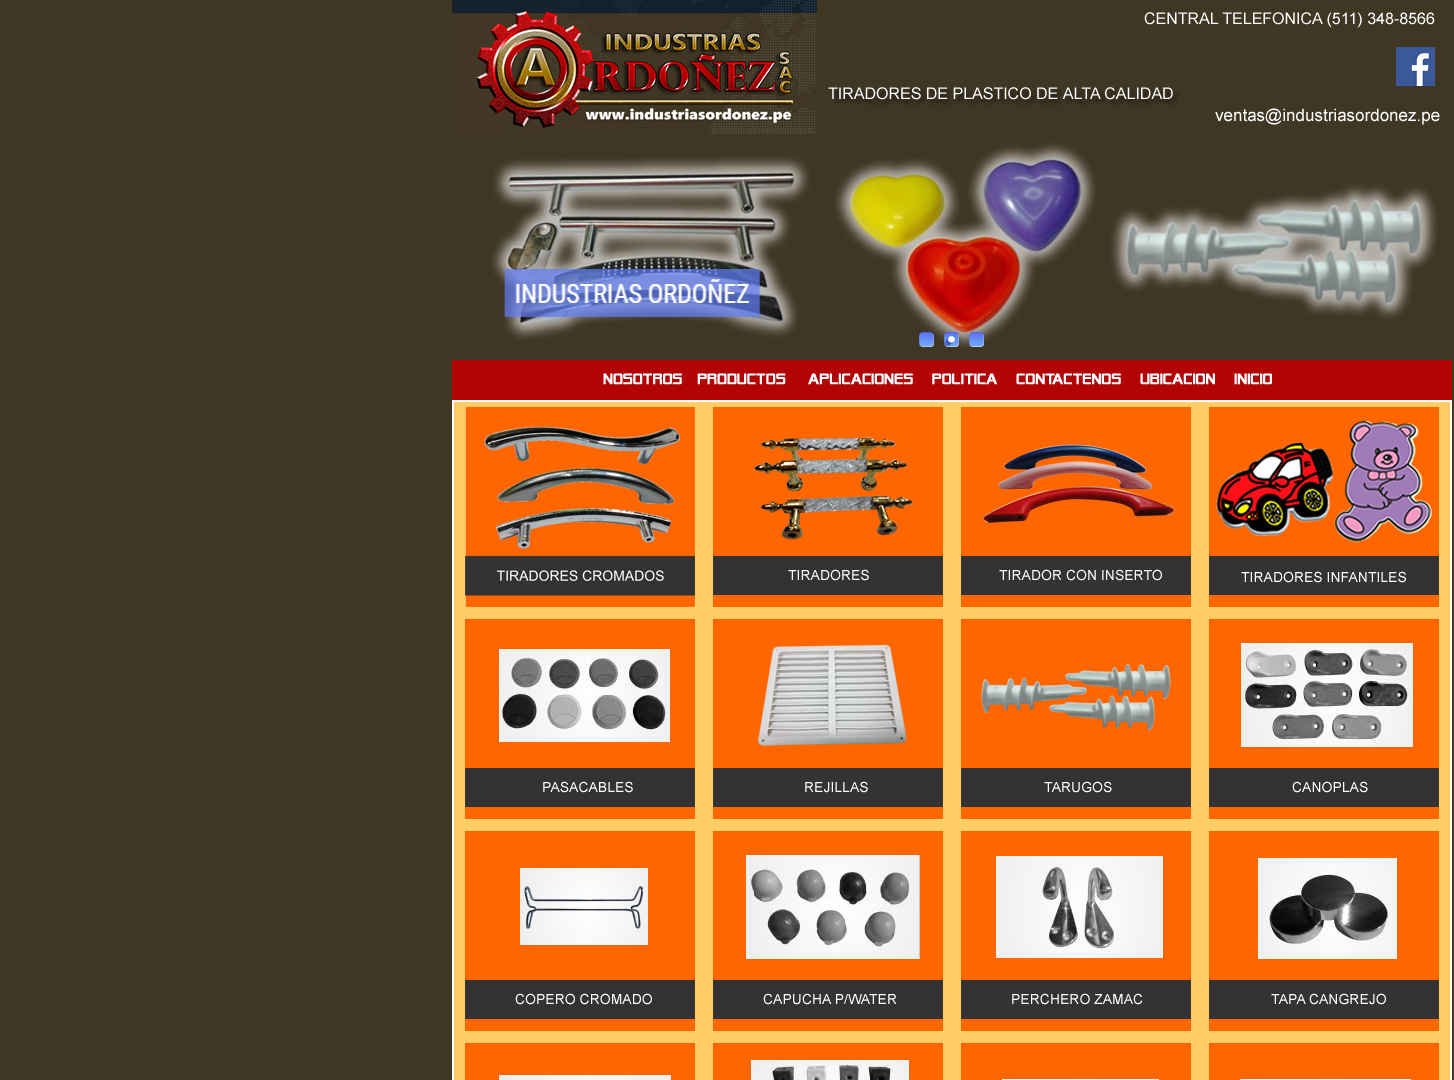 INDUSTRIAS
ORDOÑEZ
SAC
www.industriasordonez.pe
CENTRAL TELEFONICA (511) 348-8566
TIRADORES DE PLASTICO DE ALTA CALIDAD
ventas@industriasordonez.pe
INDUSTRIAS ORDOÑEZ
NOSOTROS PRODUCTOS APLICACIONES POLITICA CONTACTENOS UBICACION INICIO
TIRADORES CROMADOS
TIRADORES
TIRADOR CON INSERTO
TIRADORES INFANTILES
PASACABLES
REJILLAS
TARUGOS
CANOPLAS
COPERO CROMADO
CAPUCHA P/WATER
PERCHERO ZAMAC
TAPA CANGREJO